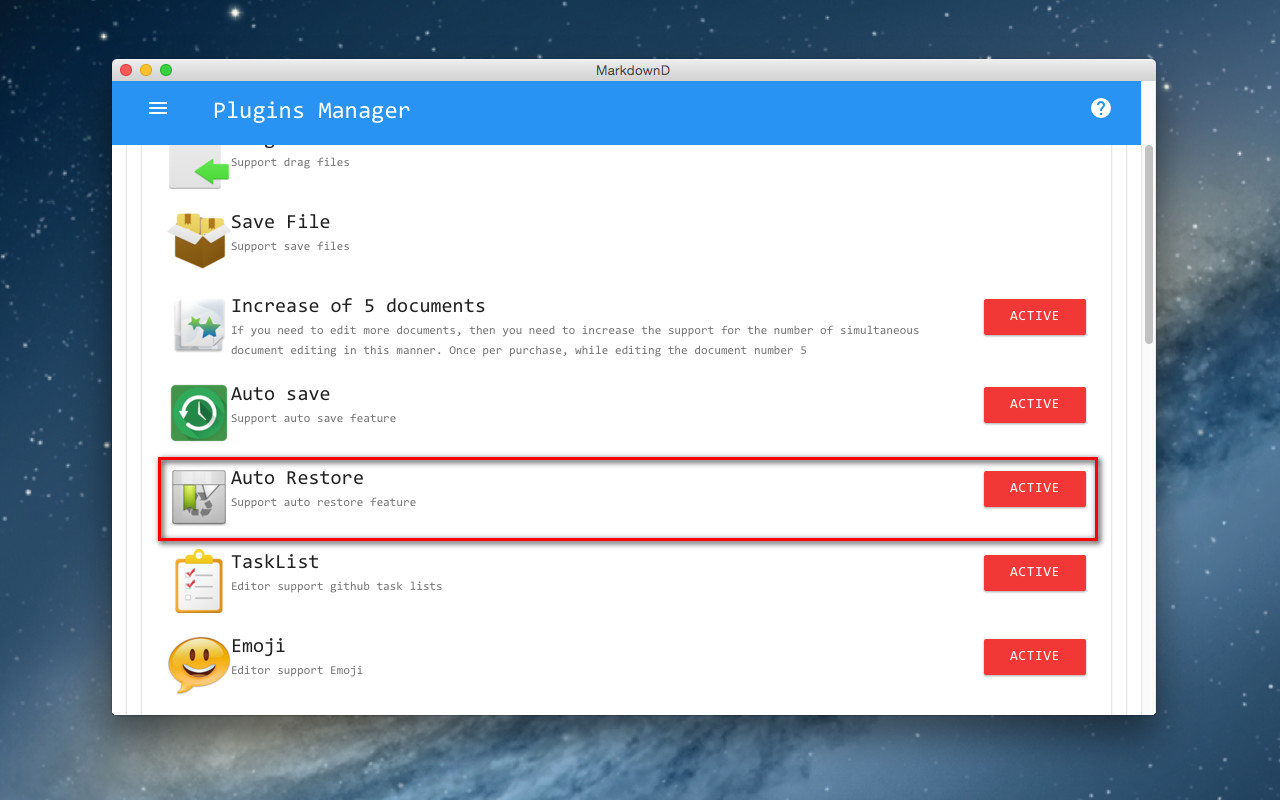 MarkdownD
Plugins Manager
Support drag files
Save File
Support save files
Increase of 5 documents
If you need to edit more documents, then you need to increase the support for the number of simultaneous
document editing in this manner. Once per purchase, while editing the document number 5
ACTIVE
Auto save
Support auto save feature
ACTIVE
Auto Restore
Support auto restore feature
ACTIVE
TaskList
Editor support github task lists
ACTIVE
Emoji
Editor support Emoji
ACTIVE